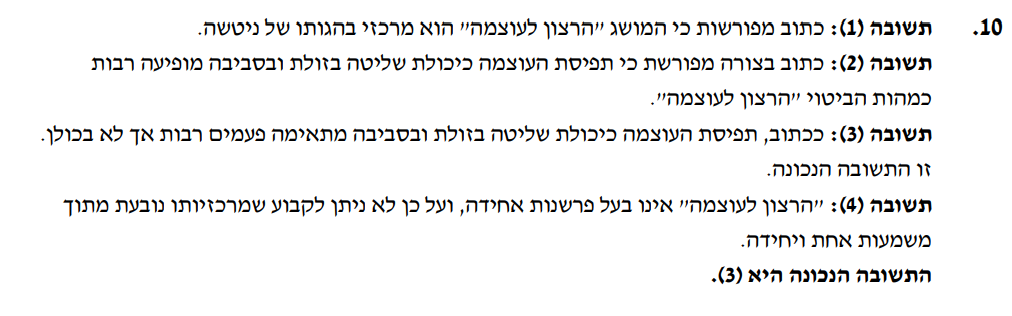 10. תשובה (1): כתוב מפורשות כי המושג ״הרצון לעוצמה״ הוא מרכזי בהגותו של ניטשה.
תשובה (2): כתוב בצורה מפורשת כי תפיסת העוצמה כיכולת שליטה בזולת ובסביבה מופיעה רבות
כמהות הביטוי ״הרצון לעוצמה״.
תשובה (3): ככתוב, תפיסת העוצמה כיכולת שליטה בזולת ובסביבה מתאימה פעמים רבות אך לא בכולן.
זו התשובה הנכונה.
תשובה (4): ״הרצון לעוצמה״ אינו בעל פרשנות אחידה, ועל כן לא ניתן לקבוע שמרכזיותו נובעת מתוך
משמעות אחת ויחידה.
התשובה הנכונה היא (3).